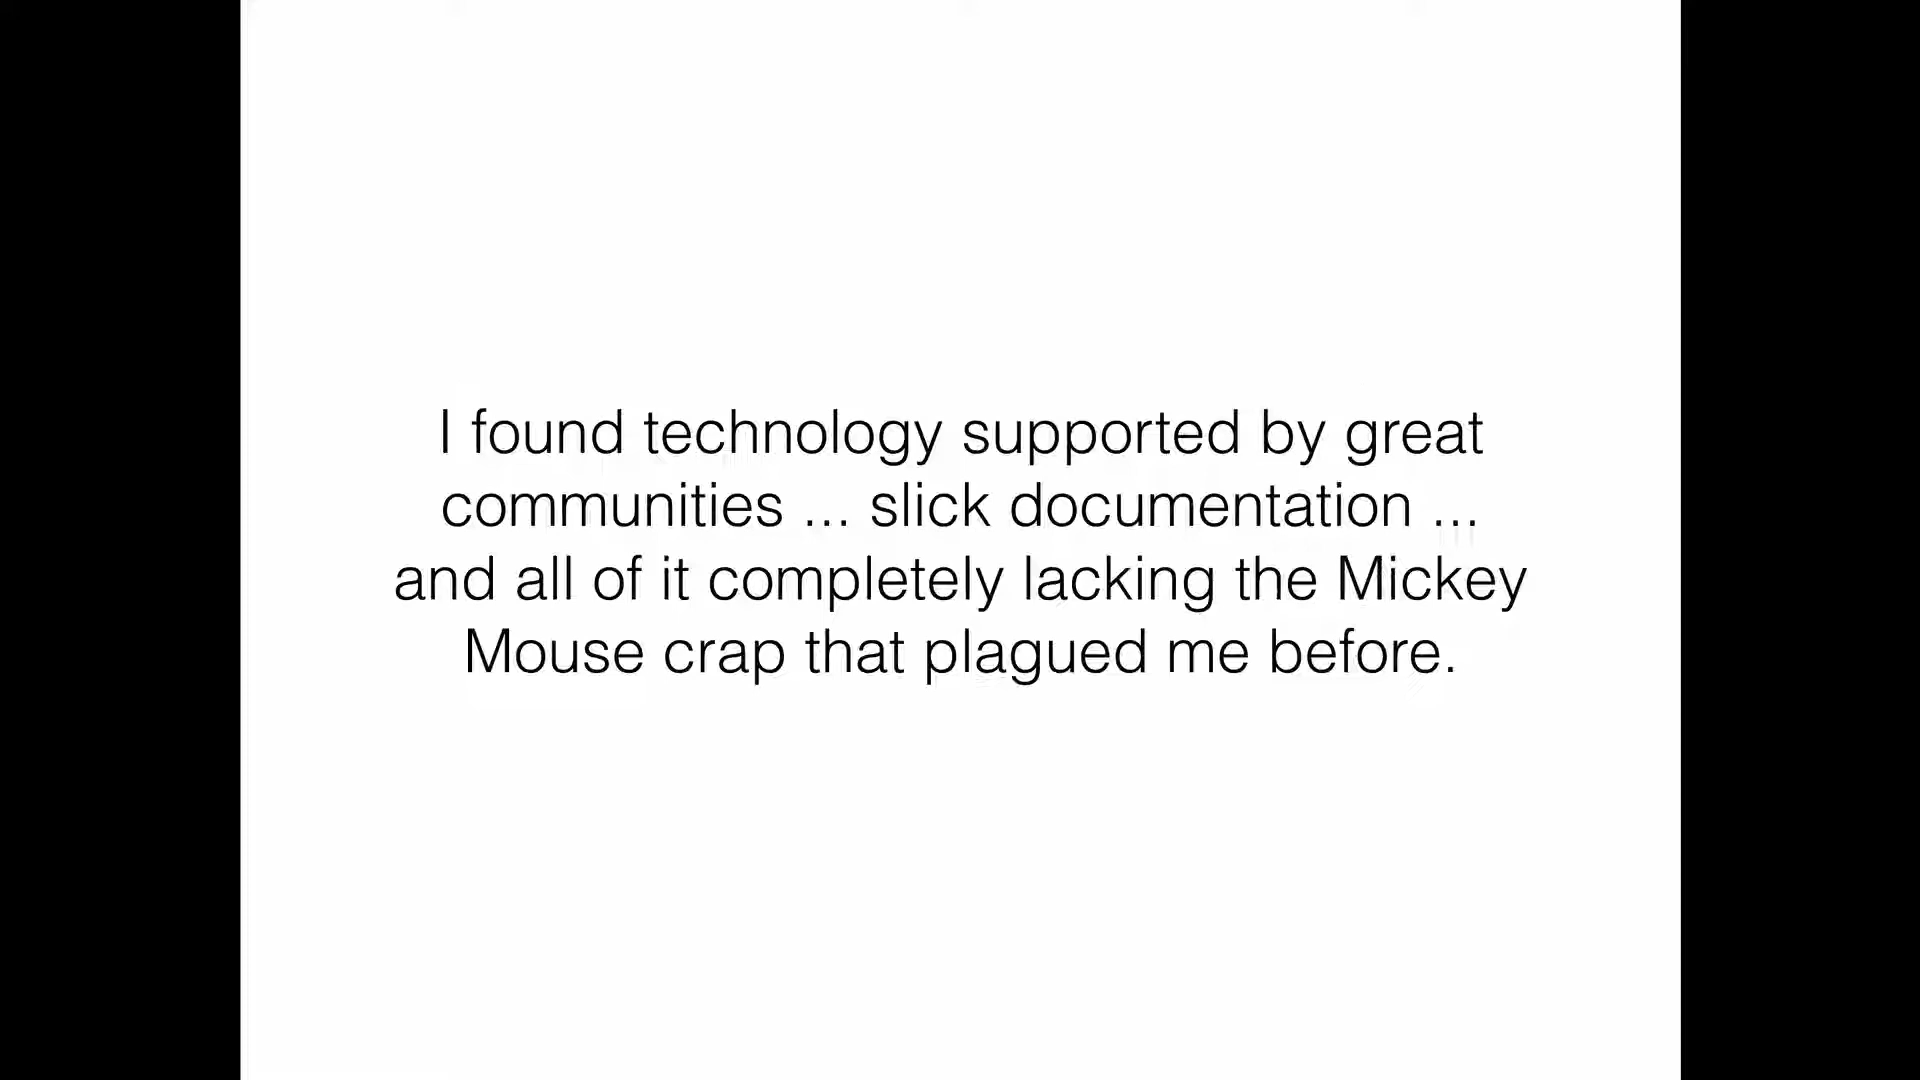 I found technology supported by great
communities ... slick documentation ...
and all of it completely lacking the Mickey
Mouse crap that plagued me before.